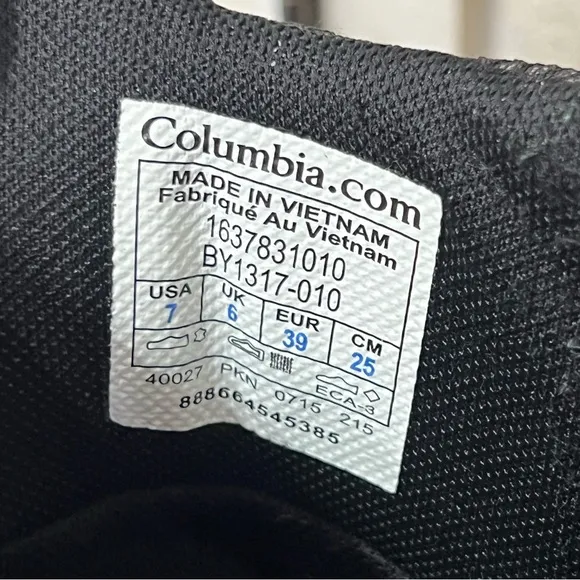 Columbia.com
MADE IN VIETNAM
Fabriqué Au Vietnam
1637831010
BY1317-010
USA UK EUR CM
7 6 39 25
ECA-3
40027 PKN 0715 215
888664545385